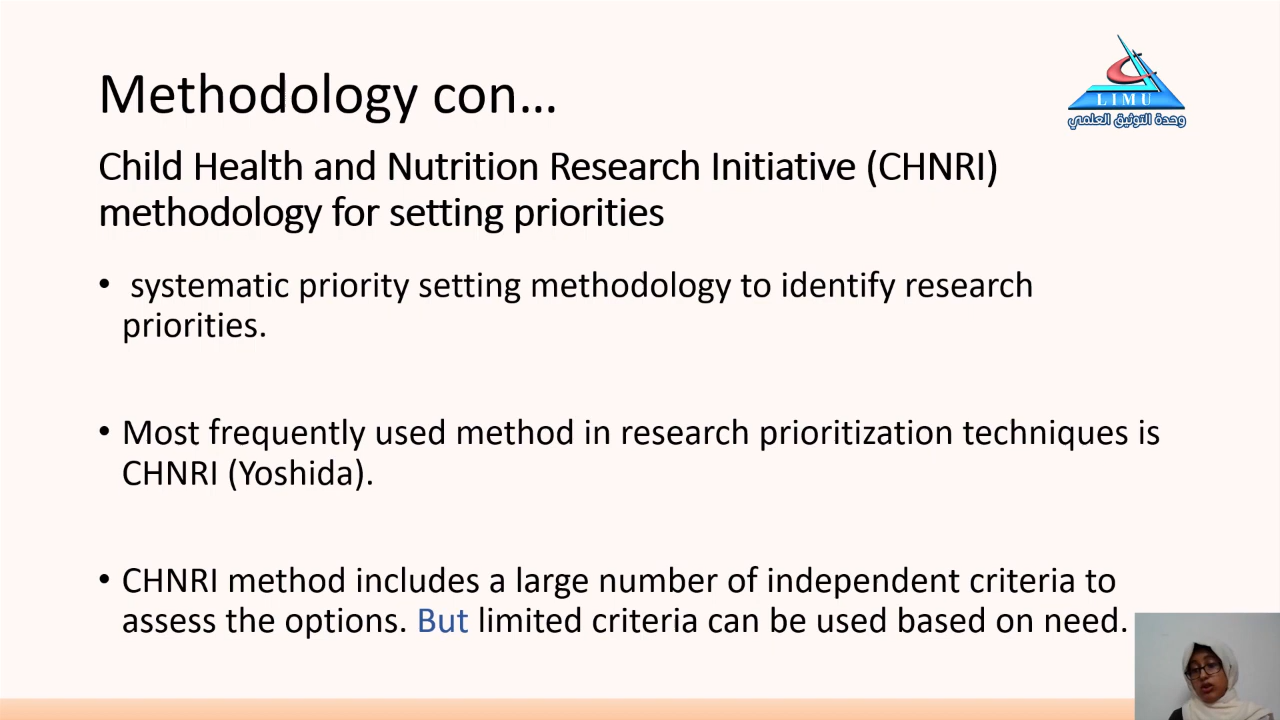 Methodology con…
LIMU
وحدة التوثيق العلمي
Child Health and Nutrition Research Initiative (CHNRI)
methodology for setting priorities
• systematic priority setting methodology to identify research
priorities.
• Most frequently used method in research prioritization techniques is
CHNRI (Yoshida).
• CHNRI method includes a large number of independent criteria to
assess the options. But limited criteria can be used based on need.